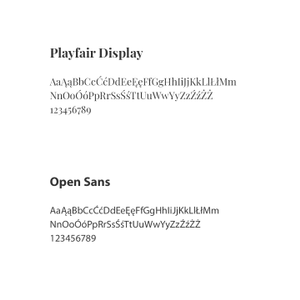 Playfair Display
AaĄąBbCcĆćDdEeĘęFfGgHhIiJjKkLlŁłMm
NnOoÓóPpRrSsŚśTtUuWwYyZzŹźŻŻ
123456789
Open Sans
AaĄąBbCcĆćDdEeĘęFfGgHhIiJjKkLlŁłMm
NnOoÓóPpRrSsŚśTtUuWwYyZzŹźŻŻ
123456789